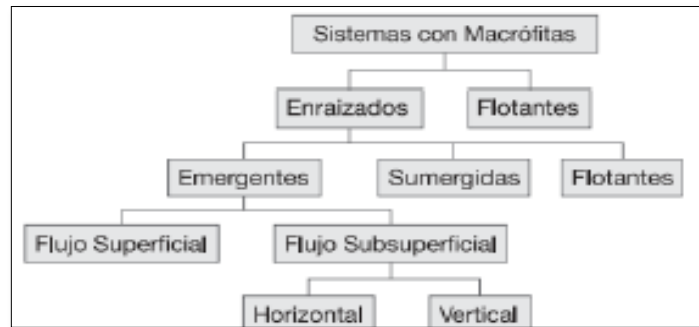 Sistemas con Macrófitas
Enraizados Flotantes
Emergentes Sumergidas Flotantes
Flujo Superficial Flujo Subsuperficial
Horizontal Vertical